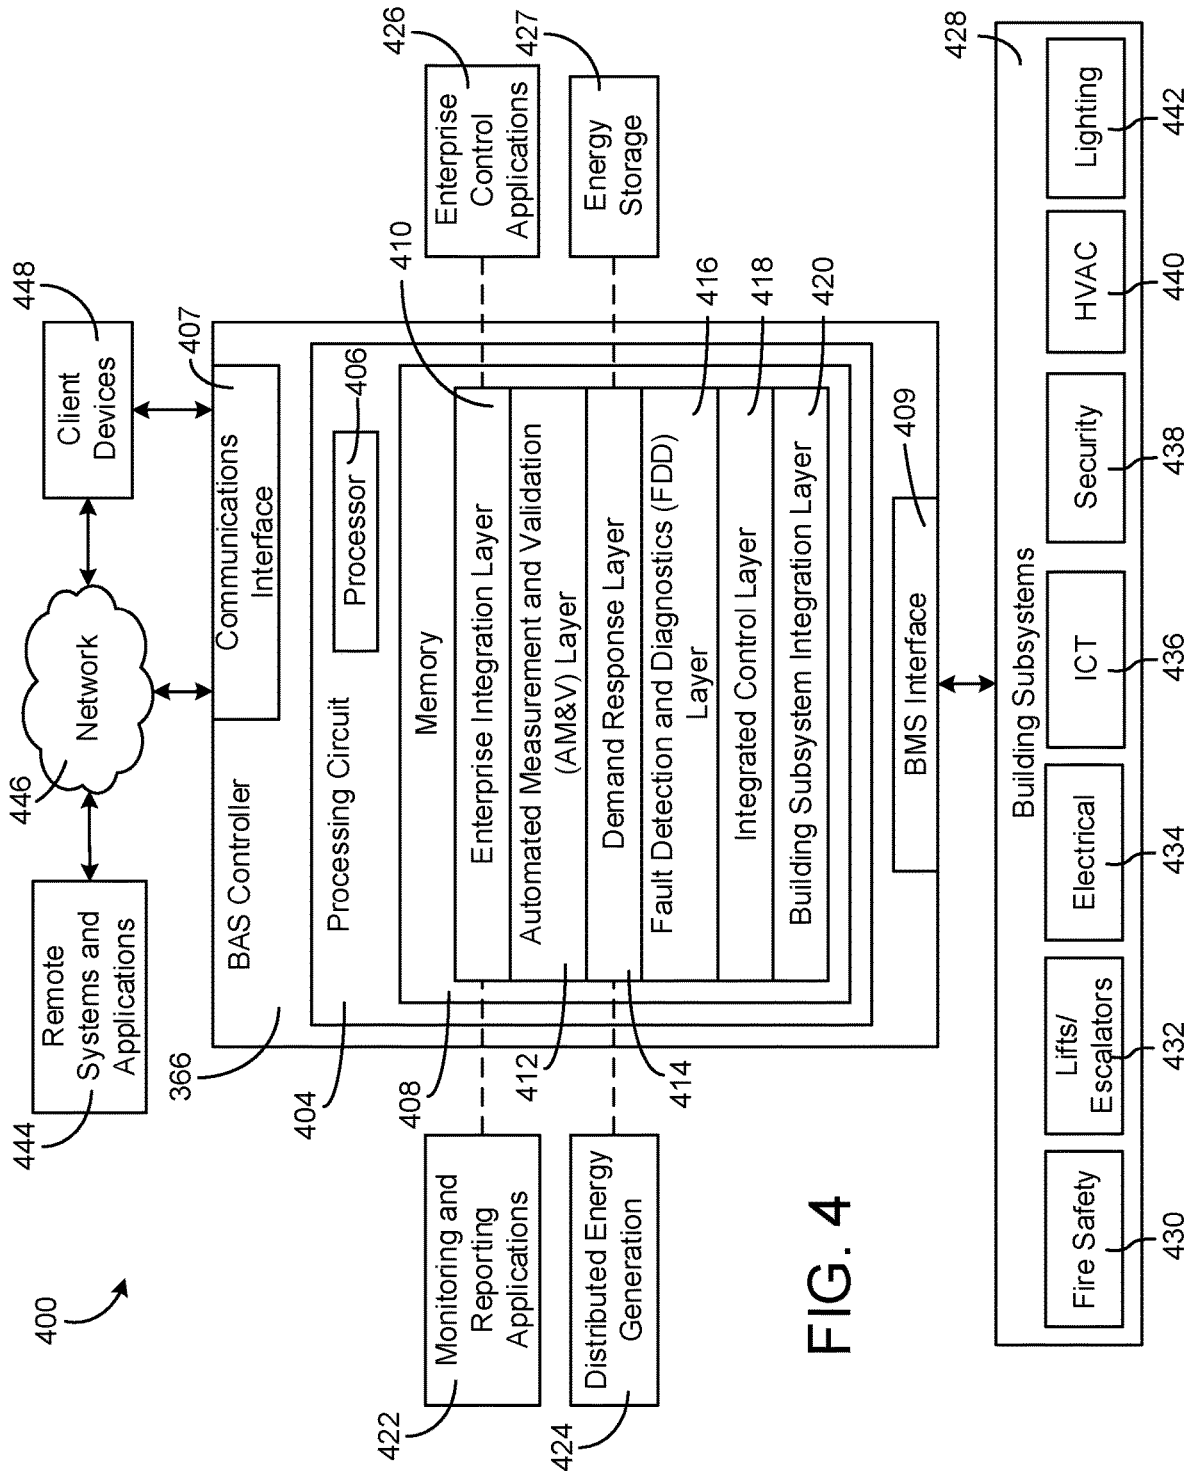 400
444
Remote
Systems and
Applications
446
Network
448
Client
Devices
366
BAS Controller
407
Communications
Interface
404
Processing Circuit
Processor
406
408
Memory
422
Monitoring and
Reporting
Applications
Enterprise Integration Layer
410
426
Enterprise
Control
Applications
412
Automated Measurement and Validation
(AM&V) Layer
424
Distributed Energy
Generation
414
Demand Response Layer
427
Energy
Storage
Fault Detection and Diagnostics (FDD)
Layer
416
Integrated Control Layer
418
Building Subsystem Integration Layer
420
BMS Interface
409
FIG. 4
Building Subsystems
428
Fire Safety
Lifts/
Escalators
Electrical
ICT
Security
HVAC
Lighting
430
432
434
436
438
440
442